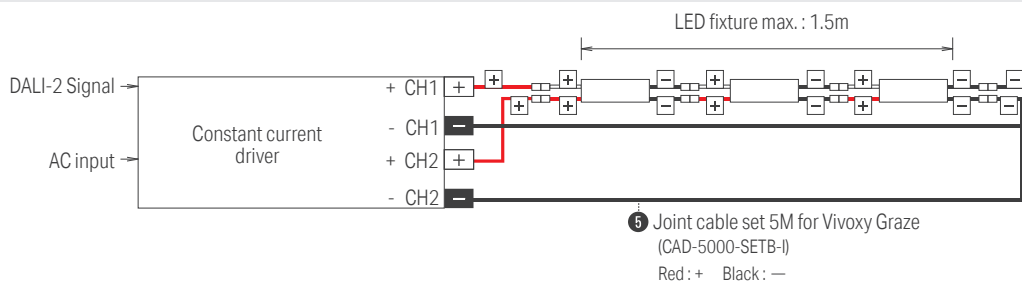 LED fixture max. : 1.5m
DALI-2 Signal
+ CH1 +
+ + - + - + - -
+ + - + - + - -
- CH1 -
Constant current
driver
AC input
+ CH2 +
- CH2 -
5 Joint cable set 5M for Vivoxy Graze
(CAD-5000-SETB-I)
Red : + Black : —